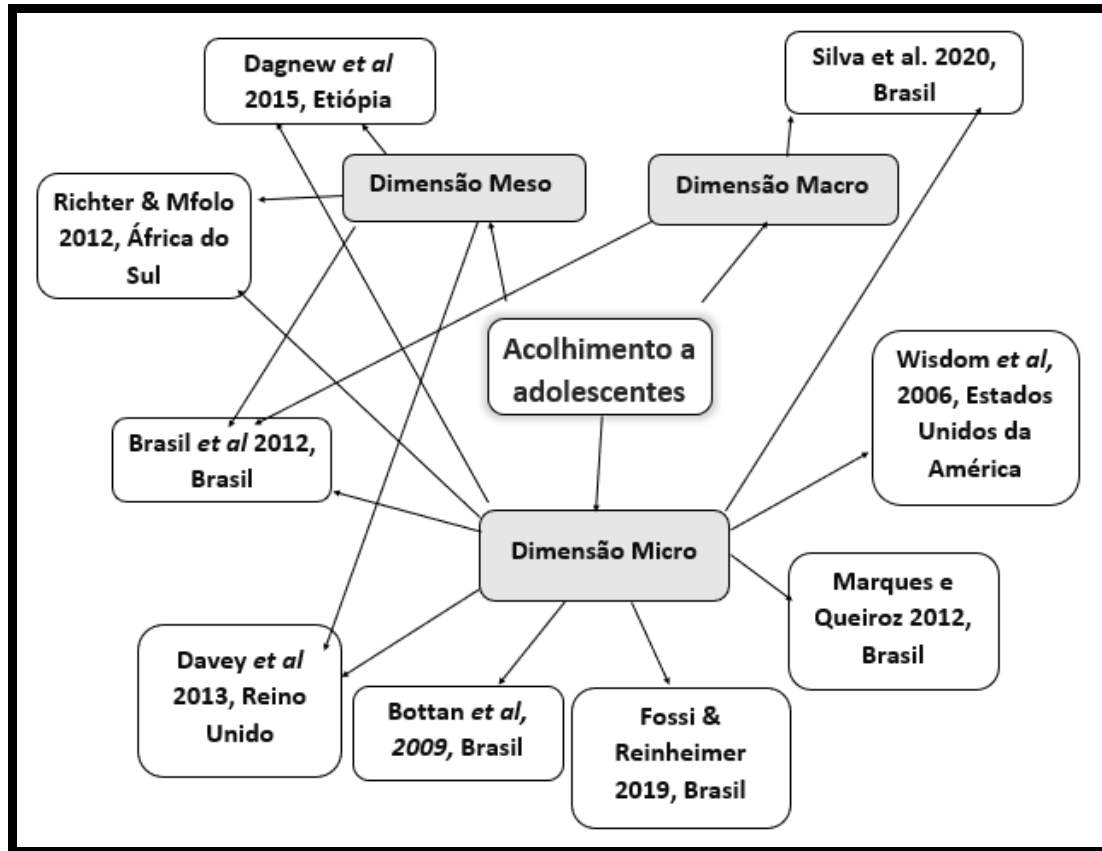 Dagnew et al
2015, Etiópia
Silva et al. 2020,
Brasil
Dimensão Meso
Dimensão Macro
Richter & Mfolo
2012, África do
Sul
Acolhimento a
adolescentes
Wisdom et al,
2006, Estados
Unidos da
América
Brasil et al 2012,
Brasil
Dimensão Micro
Marques e
Queiroz 2012,
Brasil
Davey et al
2013, Reino
Unido
Bottan et al,
2009, Brasil
Fossi &
Reinheimer
2019, Brasil